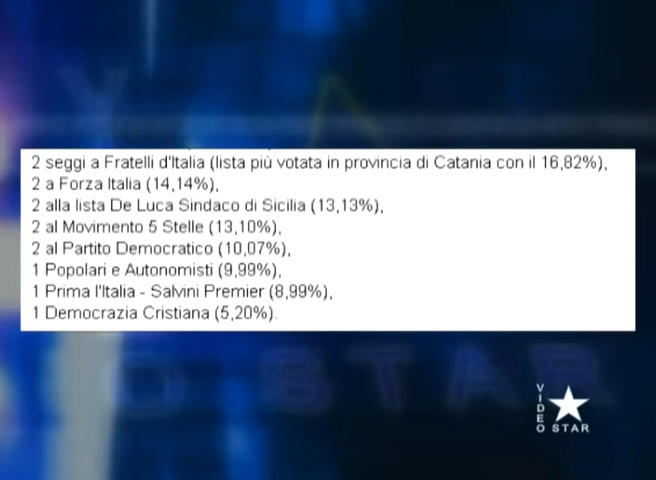 2 seggi a Fratelli d'Italia (lista più votata in provincia di Catania con il 16,82%),
2 a Forza Italia (14,14%),
2 alla lista De Luca Sindaco di Sicilia (13,13%),
2 al Movimento 5 Stelle (13,10%),
2 al Partito Democratico (10,07%),
1 Popolari e Autonomisti (9,99%),
1 Prima l'Italia - Salvini Premier (8,99%),
1 Democrazia Cristiana (5,20%).
O STAR
VIDEO STAR